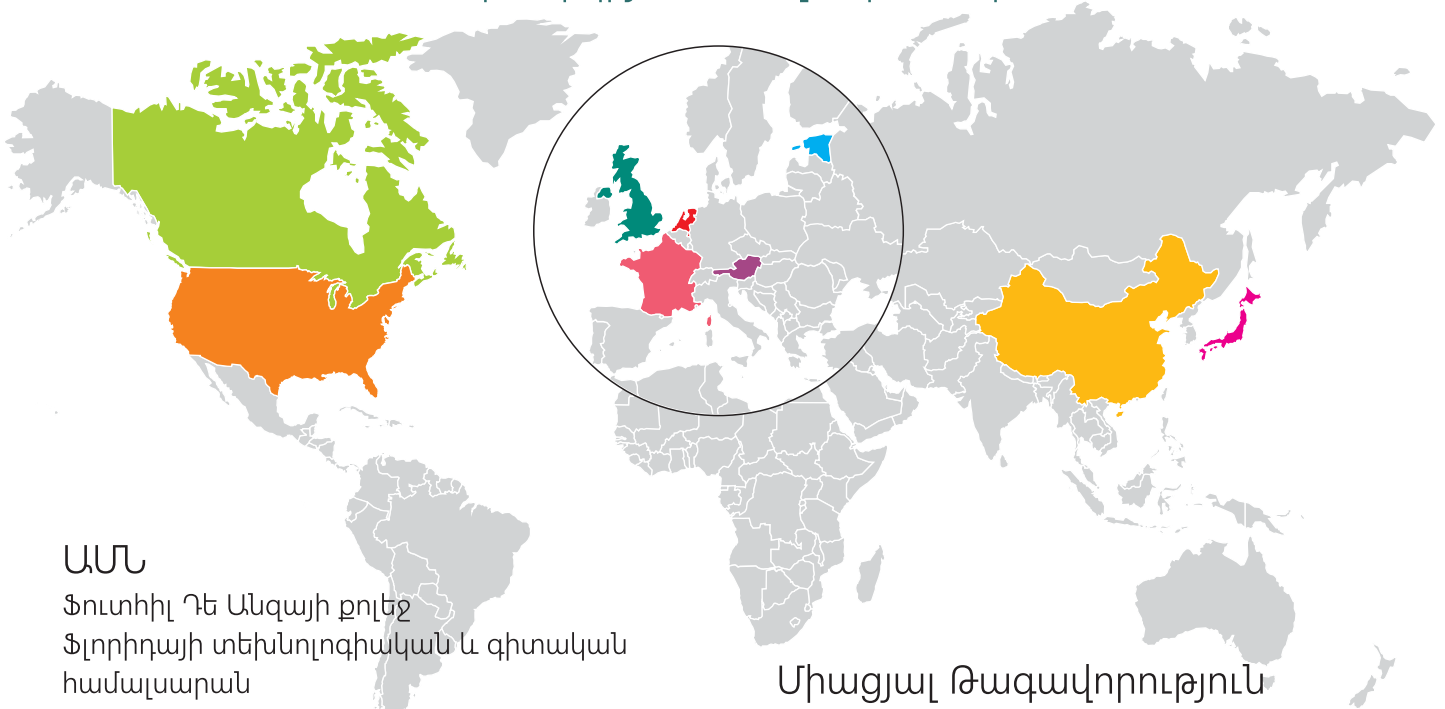 ԱՄՆ
Ֆուտհիլ Դե Անզայի քոլեջ
Ֆլորիդայի տեխնոլոգիական և գիտական
համալսարան
Միացյալ Թագավորություն